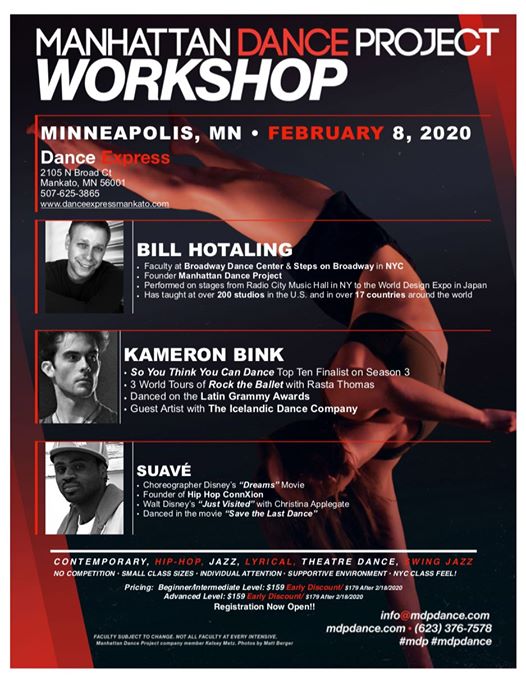 MANHATTAN DANCE PROJECT
WORKSHOP
MINNEAPOLIS, MN • FEBRUARY 8, 2020
Dance Express
2105 N Broad Ct
Mankato, MN 56001
507-625-3865
www.danceexpressmankato.com
BILL HOTALING
• Faculty at Broadway Dance Center & Steps on Broadway in NYC
• Founder Manhattan Dance Project
• Performed on stages from Radio City Music Hall in NY to the World Design Expo in Japan
• Has taught at over 200 studios in the U.S. and in over 17 countries around the world
KAMERON BINK
• So You Think You Can Dance Top Ten Finalist on Season 3
• 3 World Tours of Rock the Ballet with Rasta Thomas
• Danced on the Latin Grammy Awards
• Guest Artist with The Icelandic Dance Company
SUAVÉ
• Choreographer Disney's "Dreams" Movie
• Founder of Hip Hop ConnXion
• Walt Disney's "Just Visited" with Christina Applegate
• Danced in the movie "Save the Last Dance"
CONTEMPORARY, HIP-HOP, JAZZ, LYRICAL, THEATRE DANCE, SWING JAZZ
NO COMPETITION • SMALL CLASS SIZES • INDIVIDUAL ATTENTION • SUPPORTIVE ENVIRONMENT • NYC CLASS FEEL!
Pricing: Beginner/Intermediate Level: $159 Early Discount/ $179 After 2/18/2020
Advanced Level: $159 Early Discount/ $179 After 2/18/2020
Registration Now Open!!
info@mdpdance.com
mdpdance.com • (623) 376-7578
#mdp #mdpdance
FACULTY SUBJECT TO CHANGE. NOT ALL FACULTY AT EVERY INTENSIVE.
Manhattan Dance Project company member Kelsey Metz. Photos by Matt Berger